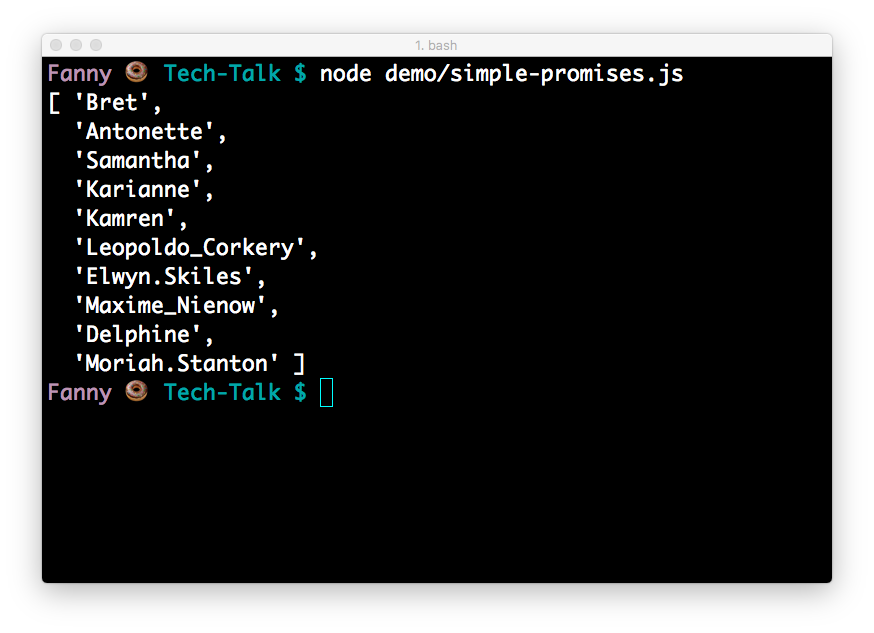 1. bash
Fanny 🍩 Tech-Talk $ node demo/simple-promises.js
[ 'Bret',
  'Antonette',
  'Samantha',
  'Karianne',
  'Kamren',
  'Leopoldo_Corkery',
  'Elwyn.Skiles',
  'Maxime_Nienow',
  'Delphine',
  'Moriah.Stanton' ]
Fanny 🍩 Tech-Talk $